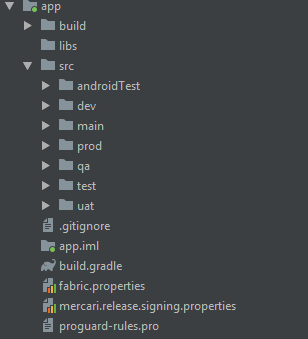 app
build
libs
src
androidTest
dev
main
prod
qa
test
uat
.gitignore
app.iml
build.gradle
fabric.properties
mercari.release.signing.properties
proguard-rules.pro